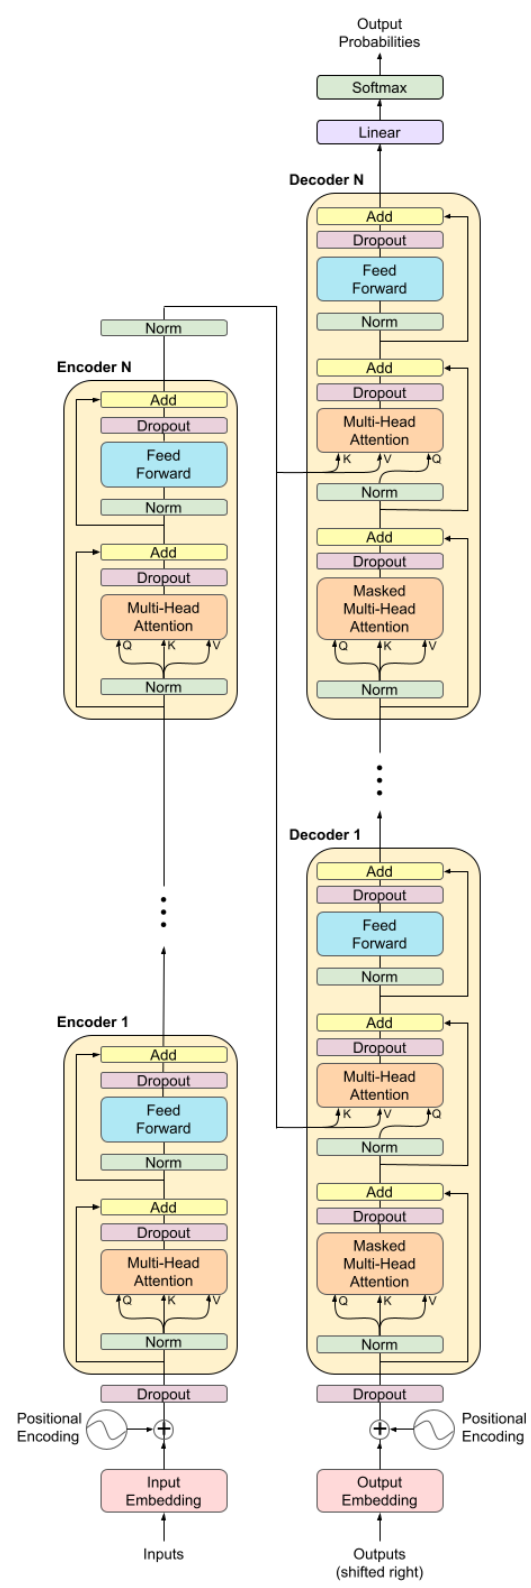 Output
Probabilities
Softmax
Linear
Decoder N
Add
Dropout
Feed
Forward
Norm
Add
Dropout
Multi-Head
Attention
K
V
Q
Norm
Add
Dropout
Masked
Multi-Head
Attention
Q
K
V
Norm
Decoder 1
Add
Dropout
Feed
Forward
Norm
Add
Dropout
Multi-Head
Attention
K
V
Q
Norm
Add
Dropout
Masked
Multi-Head
Attention
Q
K
V
Norm
Dropout
Positional
Encoding
Output
Embedding
Outputs
(shifted right)
Norm
Encoder N
Add
Dropout
Feed
Forward
Norm
Add
Dropout
Multi-Head
Attention
Q
K
V
Norm
Encoder 1
Add
Dropout
Feed
Forward
Norm
Add
Dropout
Multi-Head
Attention
Q
K
V
Norm
Dropout
Positional
Encoding
Input
Embedding
Inputs